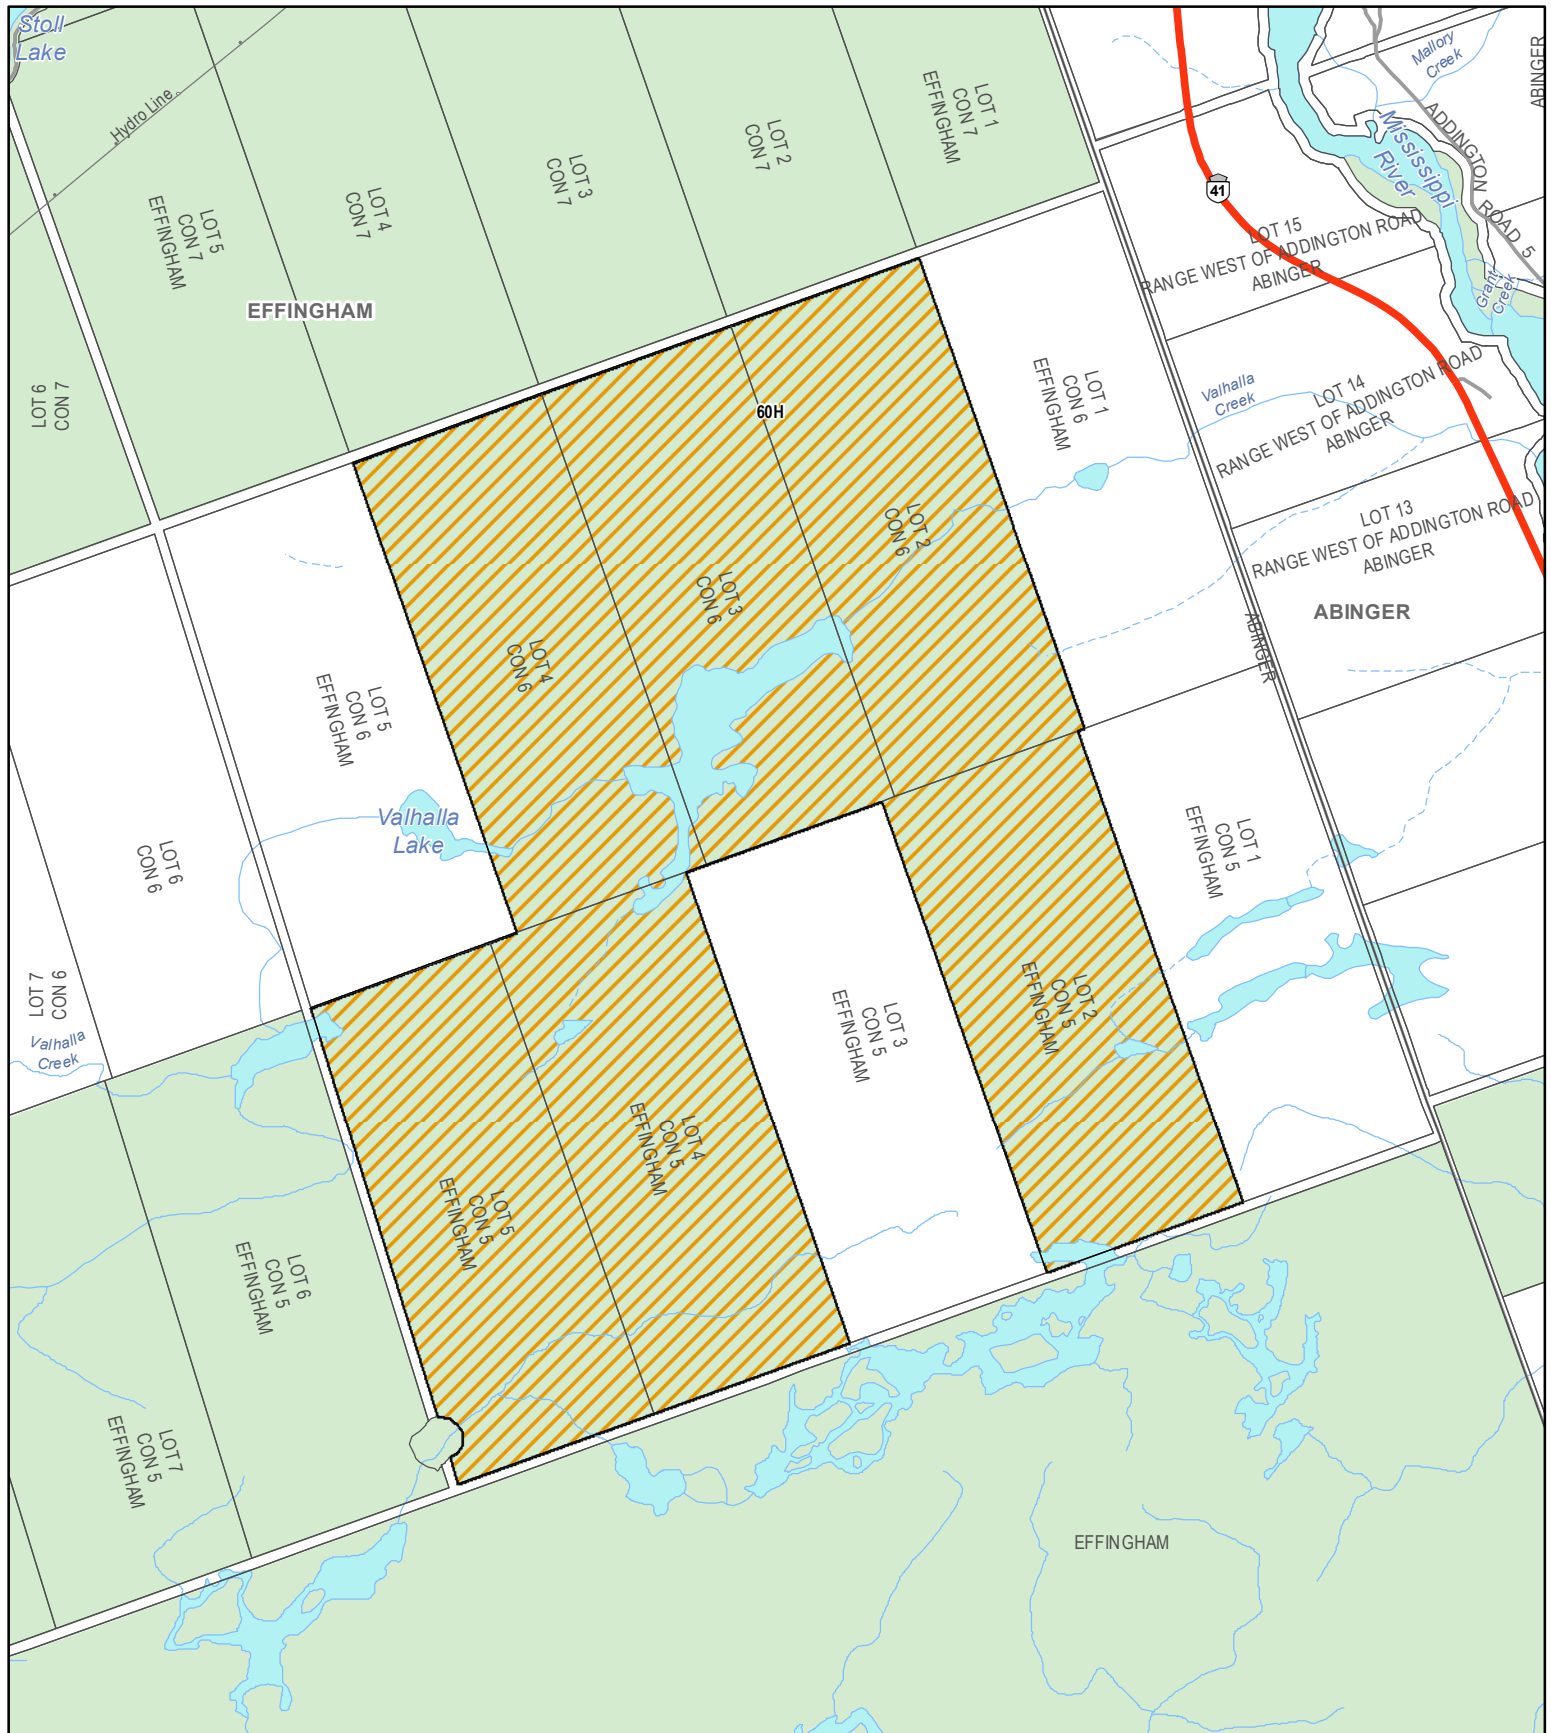 Stoll
Lake
Hydro Line
LOT 5
CON 7
EFFINGHAM
LOT 4
CON 7
LOT 3
CON 7
LOT 2
CON 7
LOT 1
CON 7
EFFINGHAM
EFFINGHAM
LOT 6
CON 7
41
Mallory
Creek
ABINGER
ADDINGTON ROAD 5
Mississippi
River
Grant
Creek
LOT 15
RANGE WEST OF ADDINGTON ROAD
ABINGER
LOT 14
RANGE WEST OF ADDINGTON ROAD
ABINGER
LOT 13
RANGE WEST OF ADDINGTON ROAD
ABINGER
ABINGER
ABINGER
Valhalla
Creek
60H
LOT 1
CON 6
EFFINGHAM
LOT 2
CON 6
LOT 3
CON 6
LOT 4
CON 6
LOT 5
CON 6
EFFINGHAM
Valhalla
Lake
LOT 6
CON 6
LOT 7
CON 6
Valhalla
Creek
LOT 1
CON 5
EFFINGHAM
LOT 2
CON 5
EFFINGHAM
LOT 3
CON 5
EFFINGHAM
LOT 4
CON 5
EFFINGHAM
LOT 5
CON 5
EFFINGHAM
LOT 6
CON 5
EFFINGHAM
LOT 7
CON 5
EFFINGHAM
EFFINGHAM